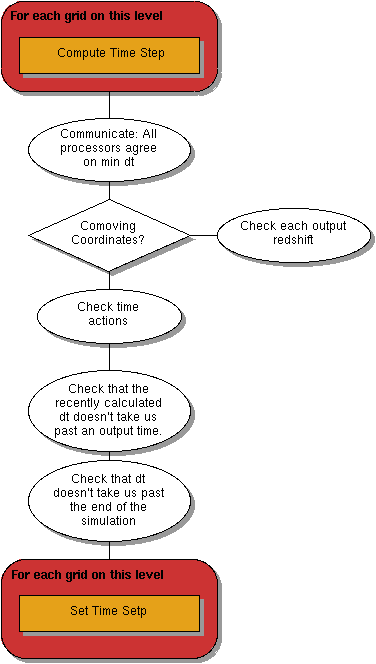 For each grid on this level
Compute Time Step
Communicate: All
processors agree
on min dt
Comoving
Coordinates?
Check each output
redshift
Check time
actions
Check that the
recently calculated
dt doesn't take us
past an output time.
Check that dt
doesn't take us past
the end of the
simulation
For each grid on this level
Set Time Setp